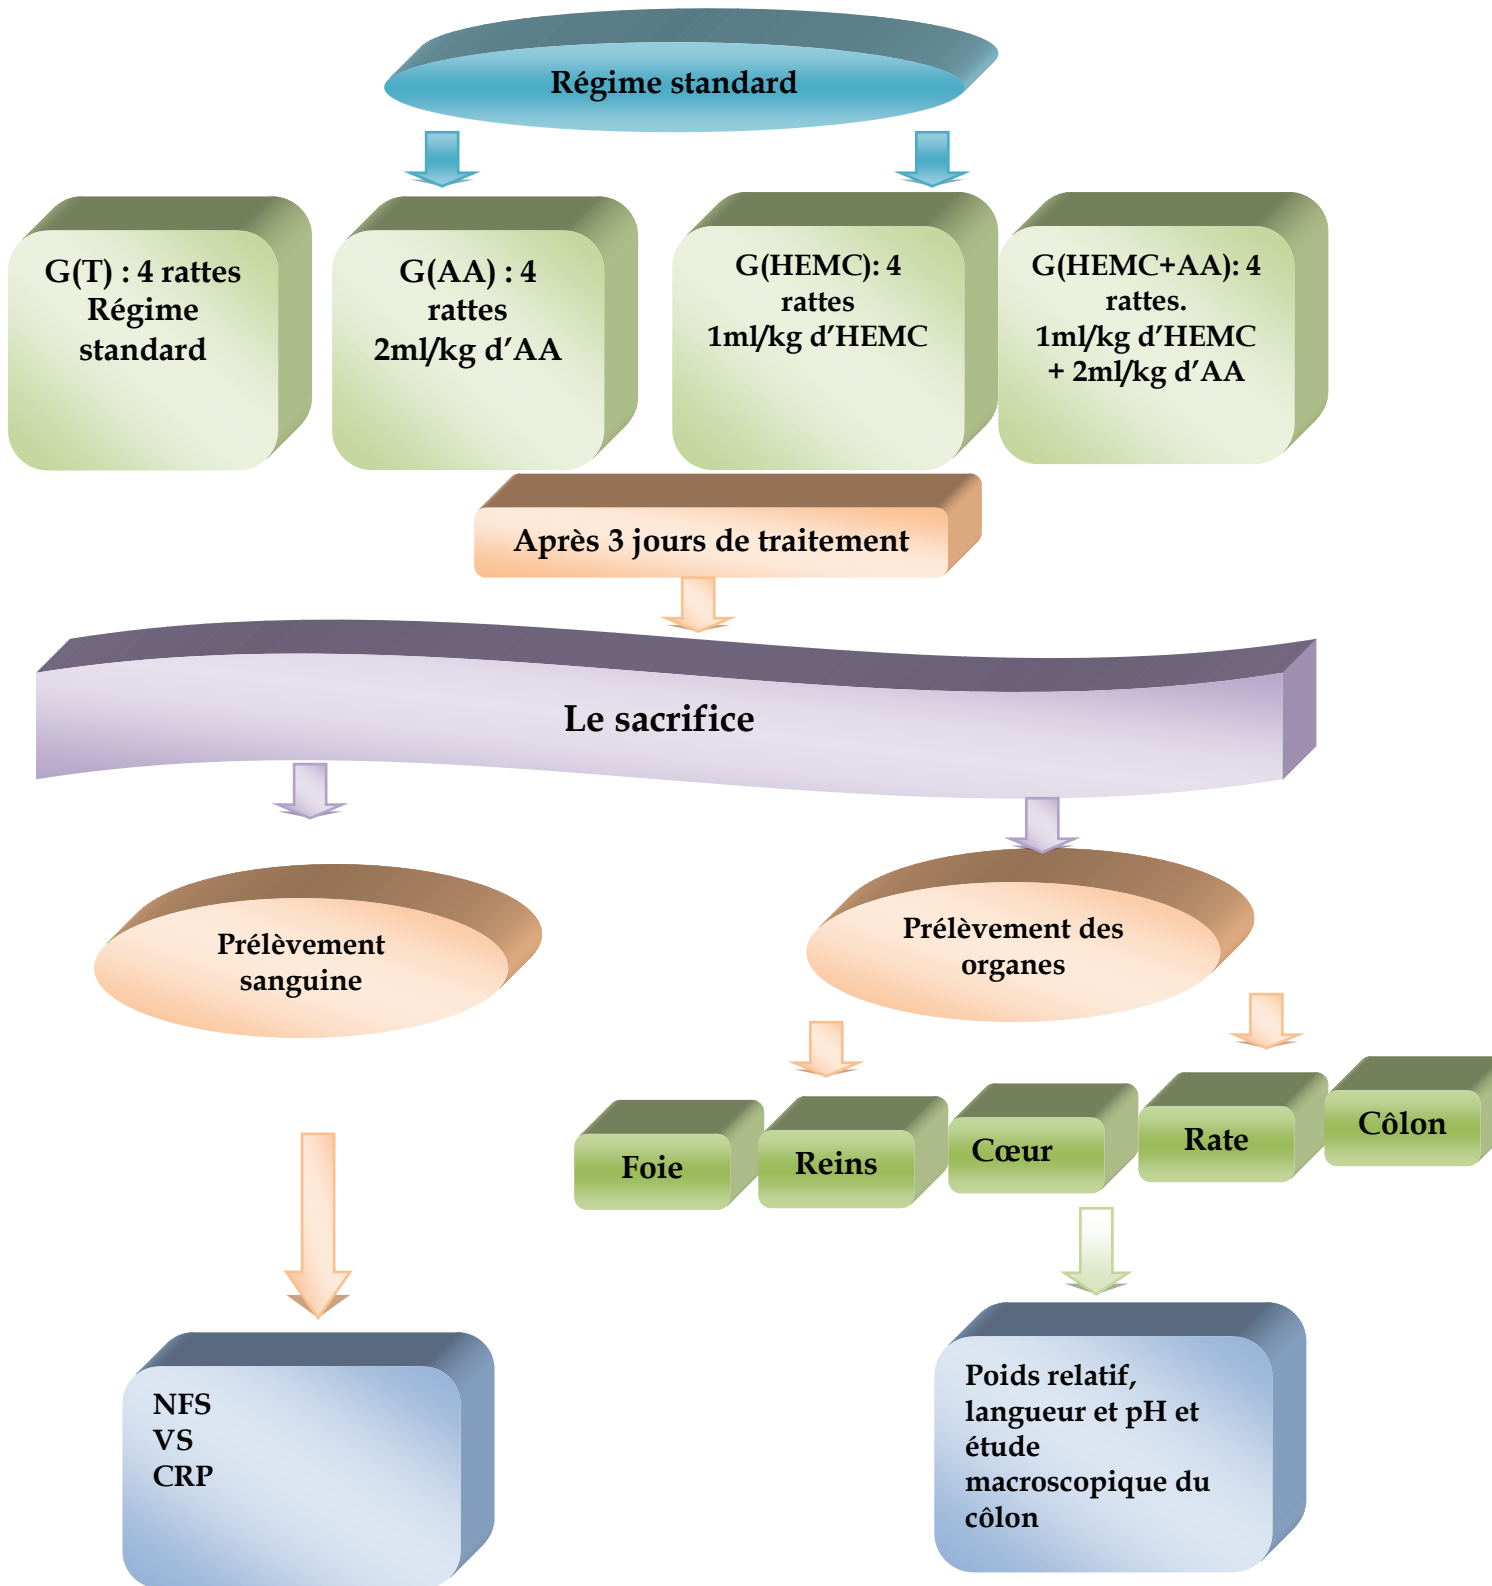 Régime standard
G(T) : 4 rattes
Régime
standard
G(AA) : 4
rattes
2ml/kg d’AA
G(HEMC): 4
rattes
1ml/kg d’HEMC
G(HEMC+AA): 4
rattes.
1ml/kg d’HEMC
+ 2ml/kg d’AA
Après 3 jours de traitement
Le sacrifice
Prélèvement
sanguine
Prélèvement des
organes
Foie
Reins
Cœur
Rate
Côlon
NFS
VS
CRP
Poids relatif,
langueur et pH et
étude
macroscopique du
côlon